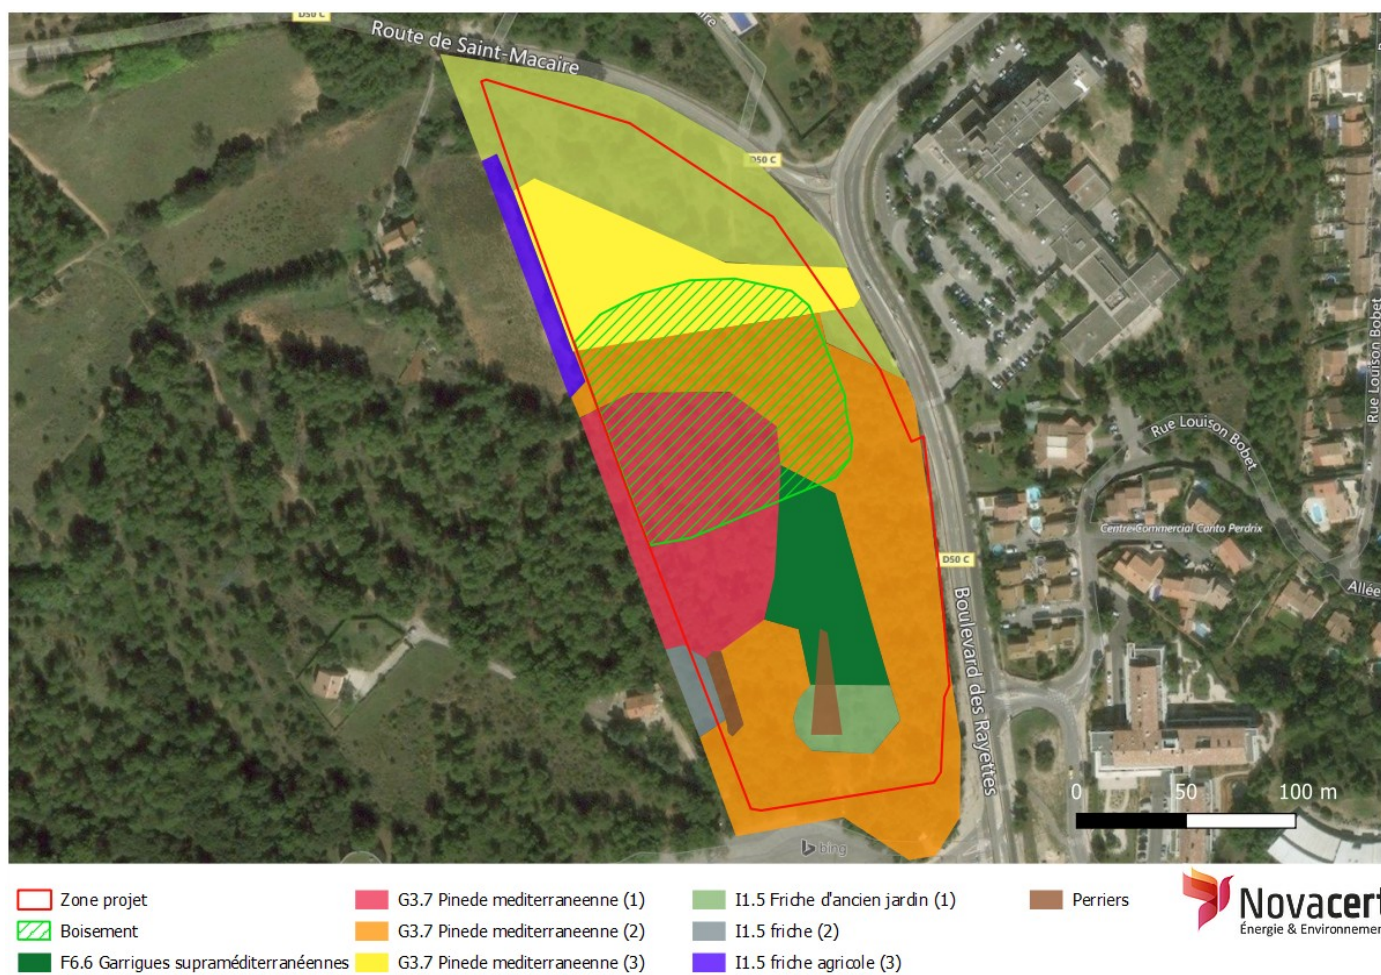 D50 C
Route de Saint-Macaire
D50 C
Rue Louison Bobet
Rue Louison Bobet
Centre Commercial Canto Perdrix
D50 C
Allée
Boulevard des Rayettes
0 50 100 m
bing
Zone projet
Boisement
F6.6 Garrigues supraméditerranéennes
G3.7 Pinede mediterraneenne (1)
G3.7 Pinede mediterraneenne (2)
G3.7 Pinede mediterraneenne (3)
I1.5 Friche d'ancien jardin (1)
I1.5 friche (2)
I1.5 friche agricole (3)
Perriers
Novacert
Énergie & Environnemen